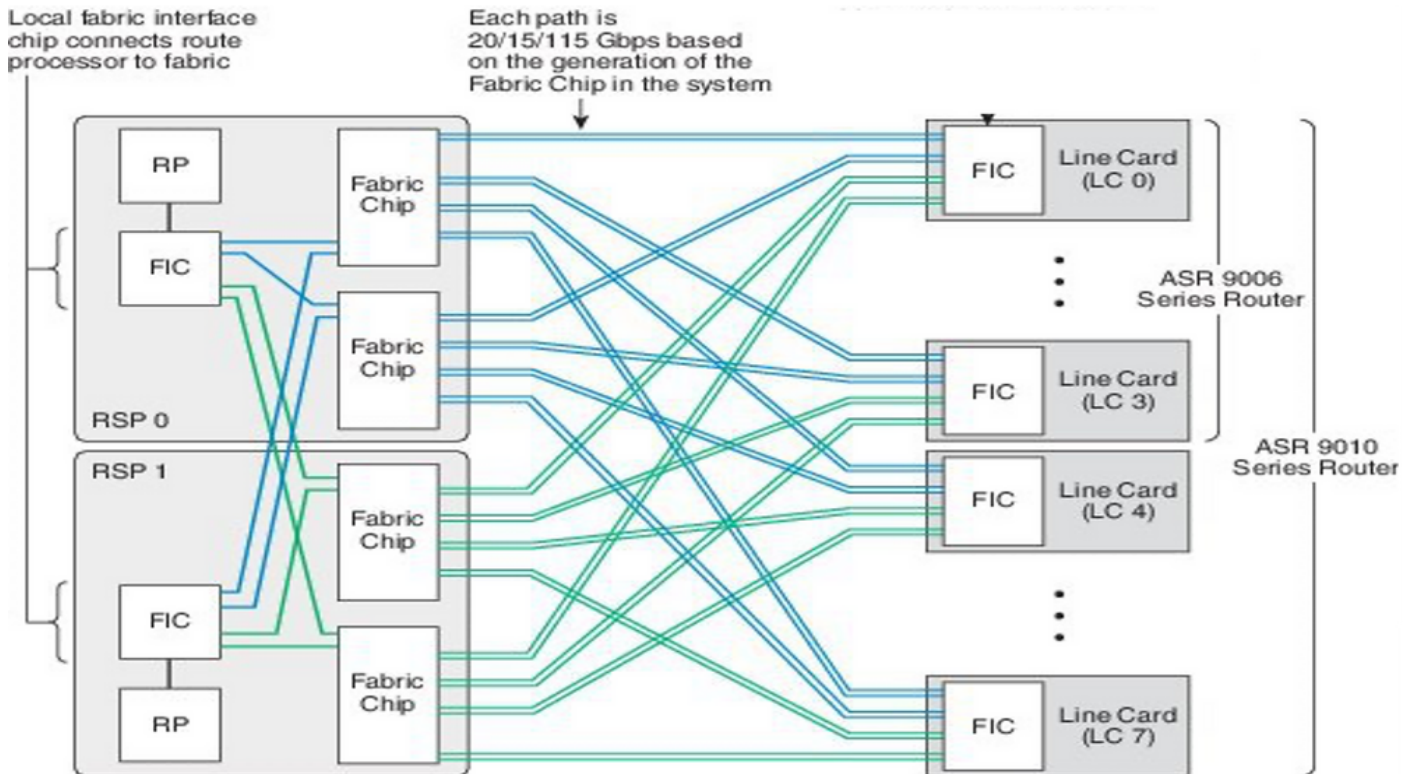 Local fabric interface
chip connects route
processor to fabric
Each path is
20/15/115 Gbps based
on the generation of the
Fabric Chip in the system
RP
FIC
Fabric
Chip
Fabric
Chip
RSP 0
RSP 1
Fabric
Chip
FIC
RP
Fabric
Chip
FIC
Line Card
(LC 0)
FIC
Line Card
(LC 3)
FIC
Line Card
(LC 4)
FIC
Line Card
(LC 7)
ASR 9006
Series Router
ASR 9010
Series Router